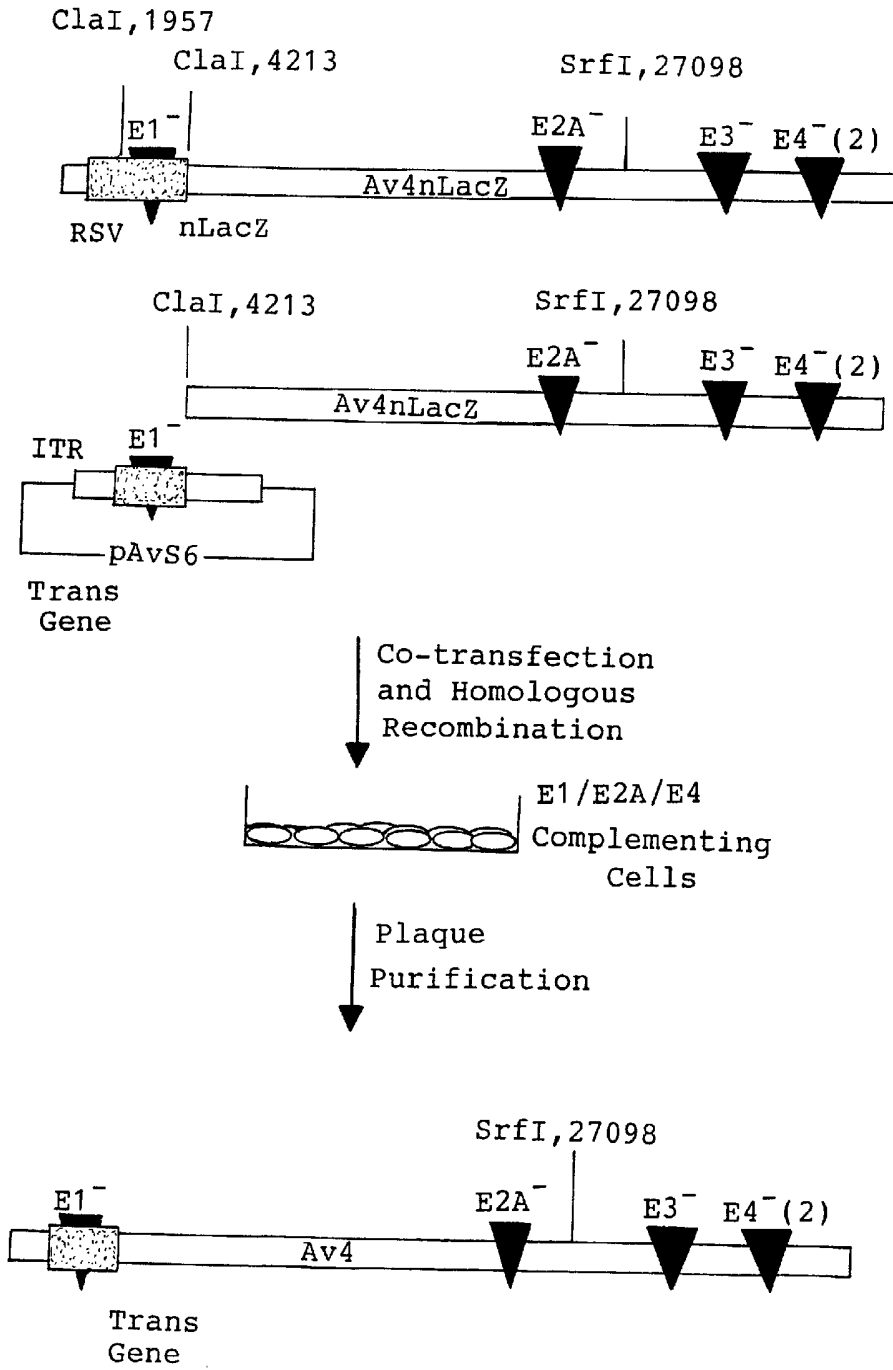 ClaI,1957
ClaI,4213
SrfI,27098
E1⁻
E2A⁻
E3⁻
E4⁻(2)
Av4nLacZ
RSV
nLacZ
ClaI,4213
SrfI,27098
E2A⁻
E3⁻
E4⁻(2)
Av4nLacZ
E1⁻
ITR
pAvS6
Trans
Gene
Co-transfection
and Homologous
Recombination
E1/E2A/E4
Complementing
Cells
Plaque
Purification
SrfI,27098
E1⁻
E2A⁻
E3⁻
E4⁻(2)
Av4
Trans
Gene